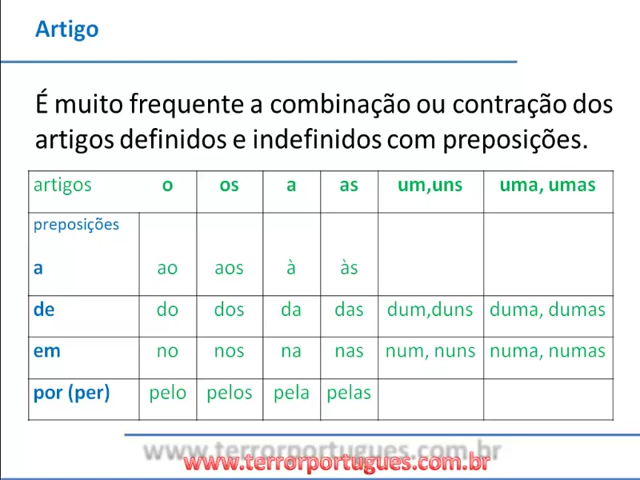 Artigo
É muito frequente a combinação ou contração dos
artigos definidos e indefinidos com preposições.
artigos o os a as um,uns uma, umas
preposições
a ao aos à às
de do dos da das dum,duns duma, dumas
em no nos na nas num, nuns numa, numas
por (per) pelo pelos pela pelas
www.terrorportugues.com.br
www.terrorportugues.com.br